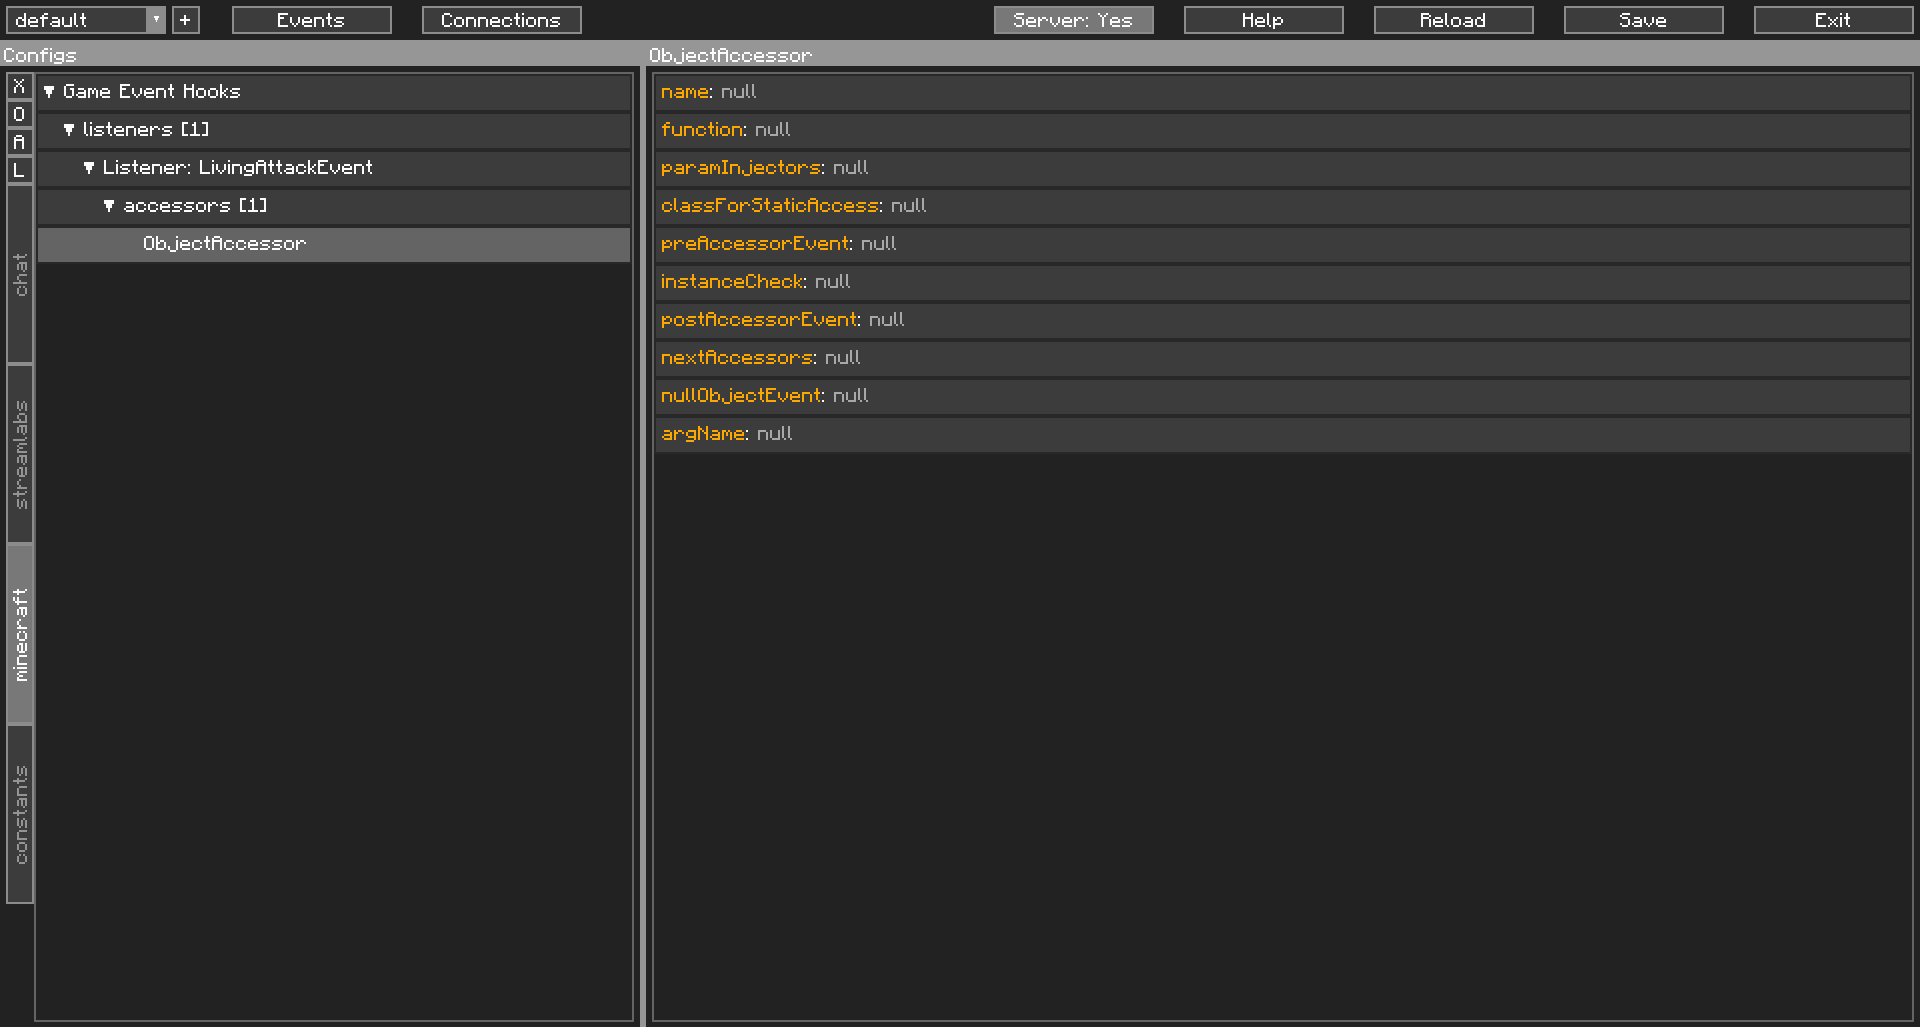 default ▼ + Events Connections Server: Yes Help Reload Save Exit
Configs
ObjectAccessor
X
O
A
L
chat
streamlabs
minecraft
constants
▼ Game Event Hooks
▼ listeners [1]
▼ Listener: LivingAttackEvent
▼ accessors [1]
ObjectAccessor
name: null
function: null
paramInjectors: null
classForStaticAccess: null
preAccessorEvent: null
instanceCheck: null
postAccessorEvent: null
nextAccessors: null
nullObjectEvent: null
argName: null